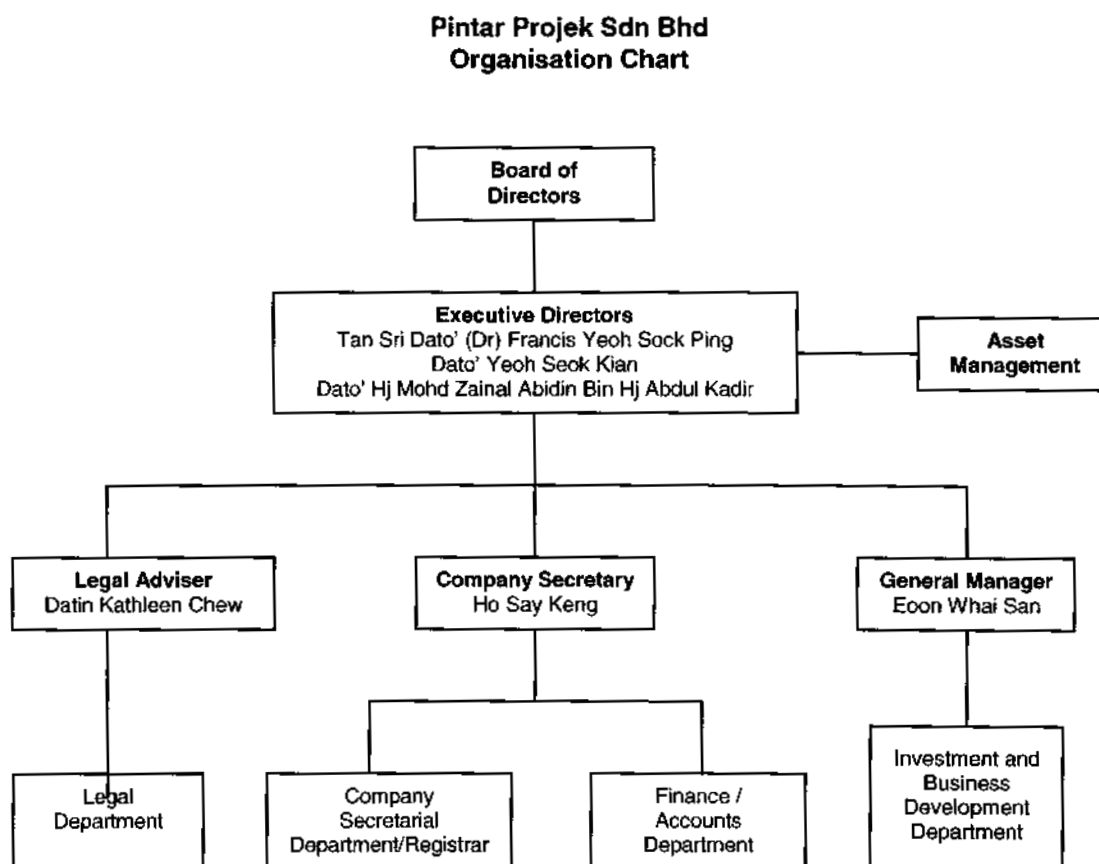 Pintar Projek Sdn Bhd
Organisation Chart
Board of
Directors
Executive Directors
Tan Sri Dato' (Dr) Francis Yeoh Sock Ping
Dato' Yeoh Seok Kian
Dato' Hj Mohd Zainal Abidin Bin Hj Abdul Kadir
Asset
Management
Legal Adviser
Datin Kathleen Chew
Company Secretary
Ho Say Keng
General Manager
Eoon Whai San
Legal
Department
Company
Secretarial
Department/Registrar
Finance /
Accounts
Department
Investment and
Business
Development
Department